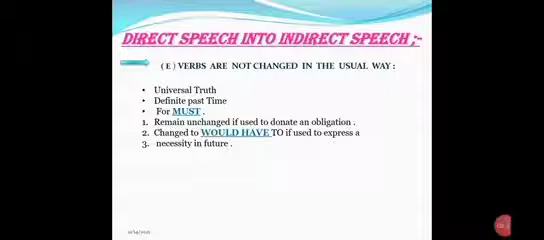 DIRECT SPEECH INTO INDIRECT SPEECH ;-
( E ) VERBS ARE NOT CHANGED IN THE USUAL WAY :
• Universal Truth
• Definite past Time
• For MUST .
1. Remain unchanged if used to donate an obligation .
2. Changed to WOULD HAVE TO if used to express a
3. necessity in future .